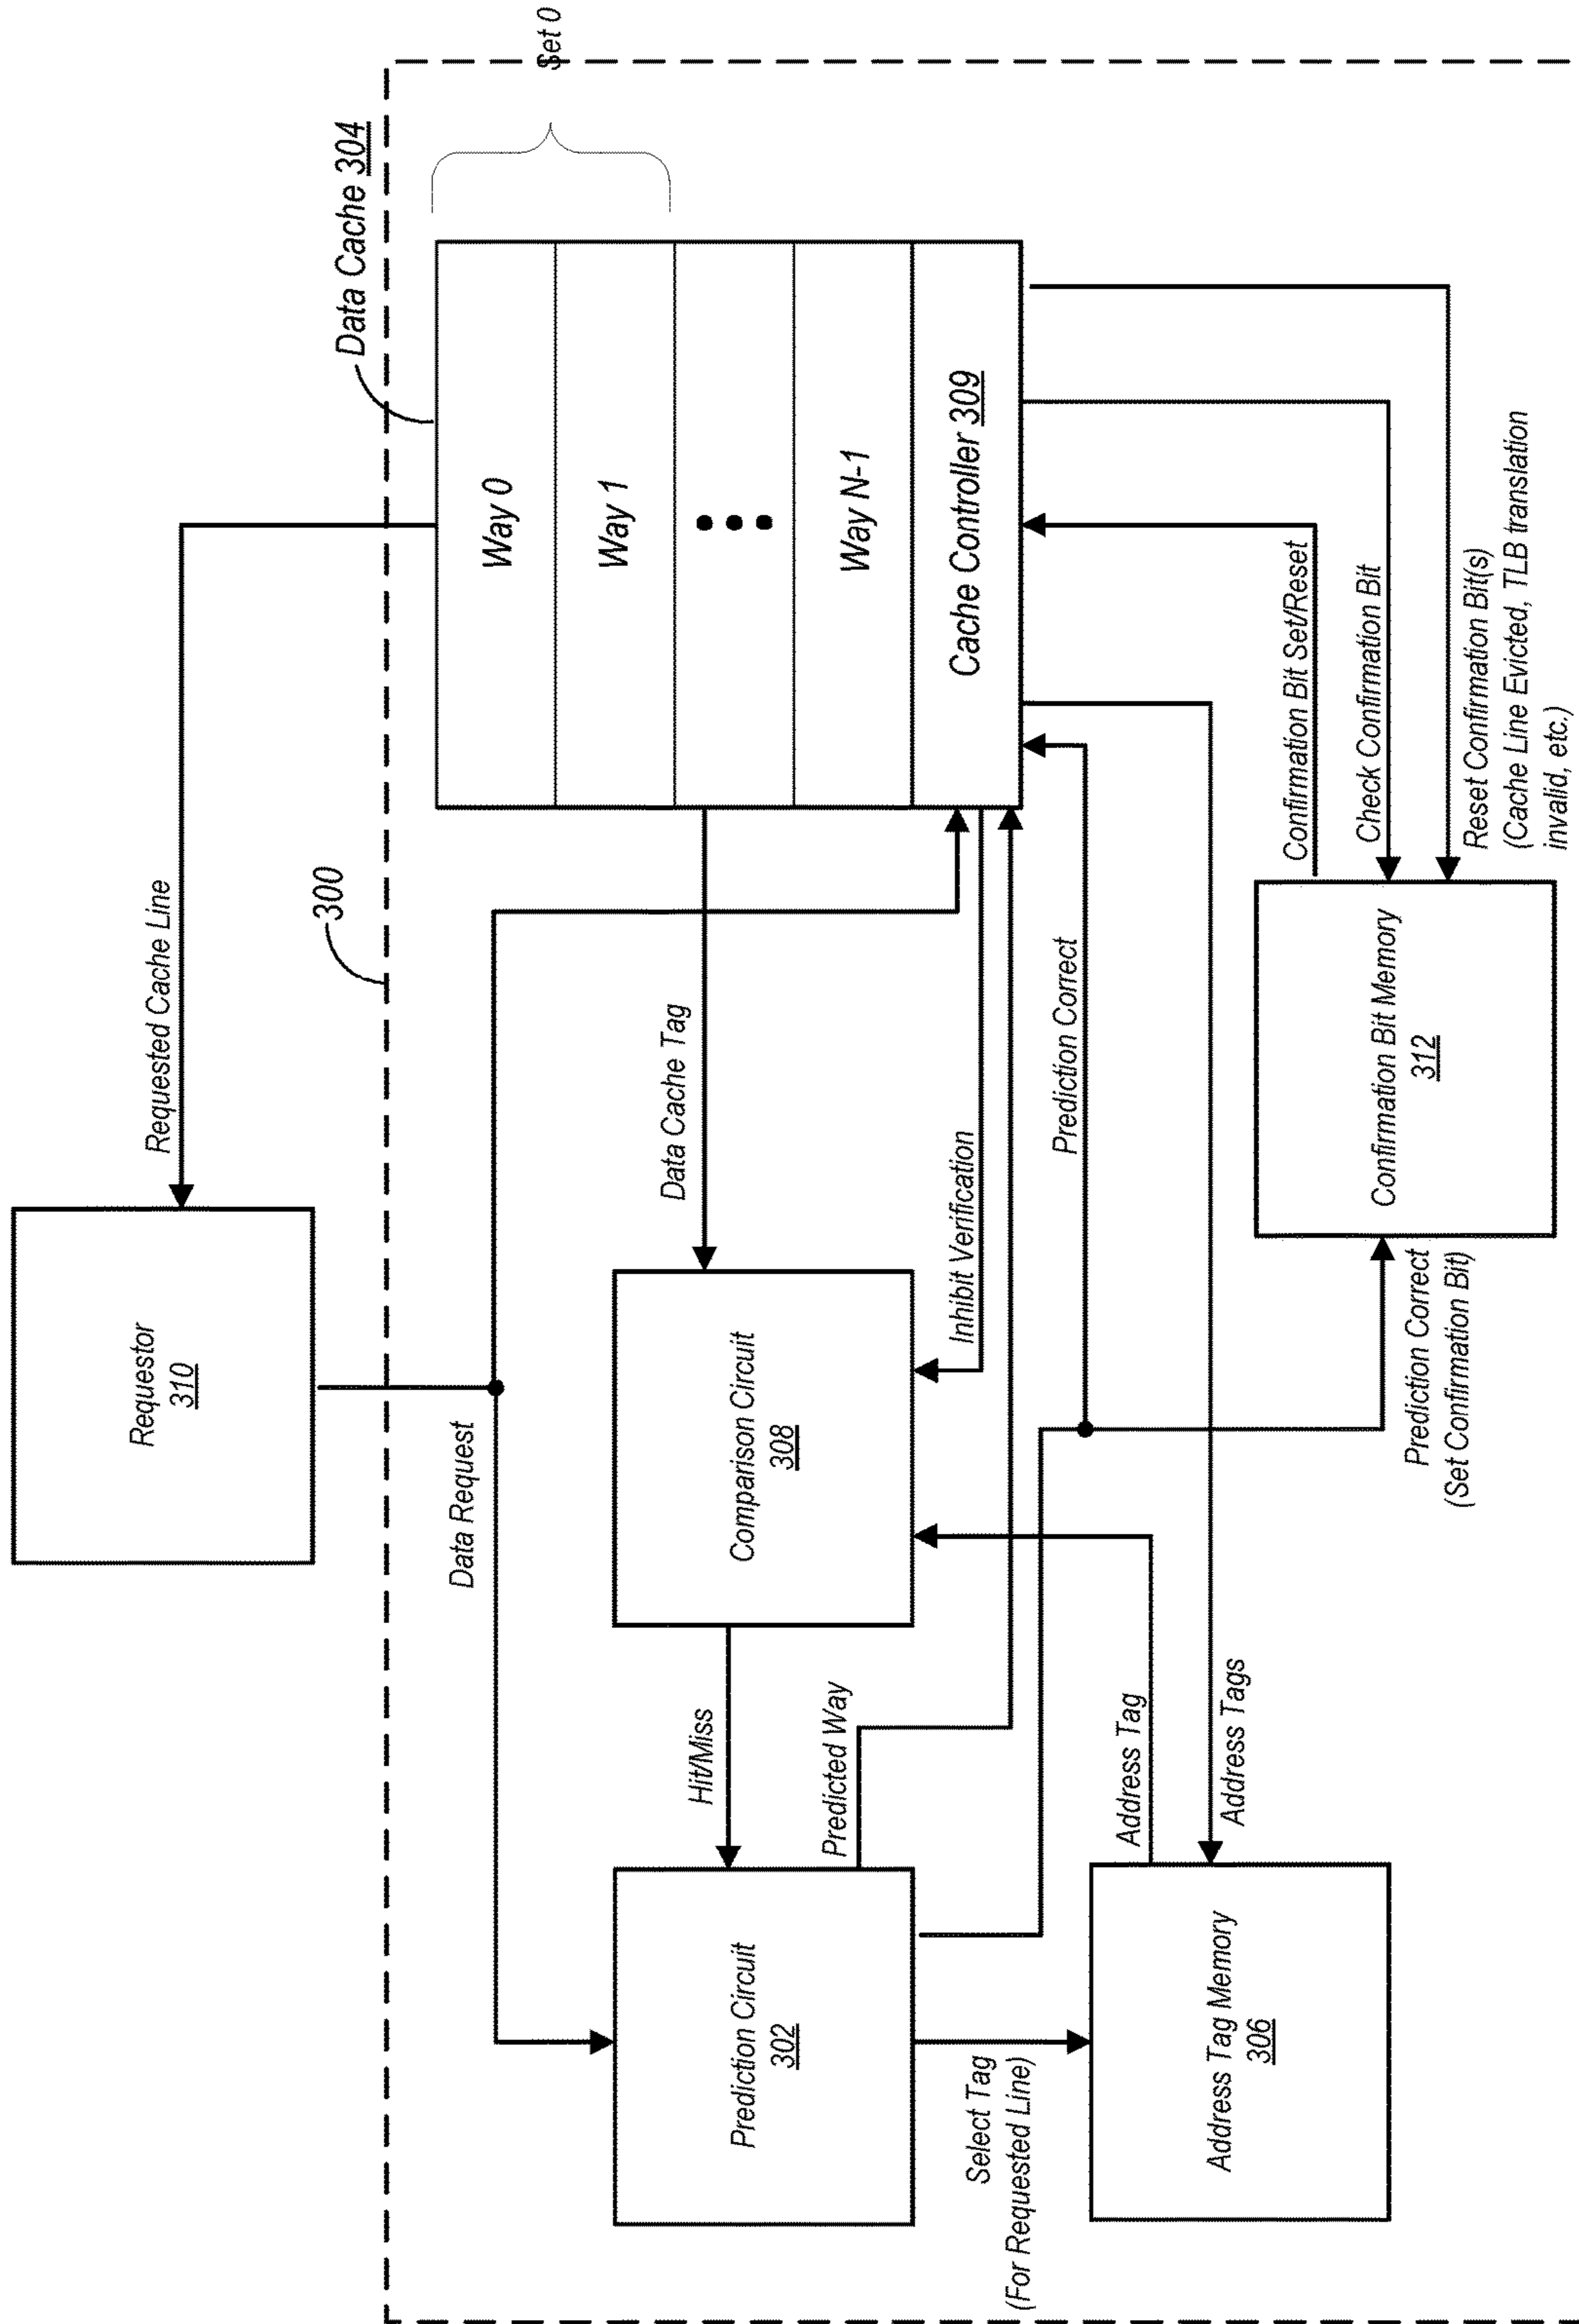 Requestor
310
Requested Cache Line
300
Data Cache 304
Set 0
Data Request
Way 0
Way 1
Way N-1
Cache Controller 309
Prediction Circuit
302
Hit/Miss
Comparison Circuit
308
Data Cache Tag
Predicted Way
Inhibit Verification
Select Tag
(For Requested Line)
Prediction Correct
Address Tag
Address Tags
Address Tag Memory
306
Prediction Correct
(Set Confirmation Bit)
Confirmation Bit Memory
312
Confirmation Bit Set/Reset
Check Confirmation Bit
Reset Confirmation Bit(s)
(Cache Line Evicted, TLB translation
invalid, etc.)